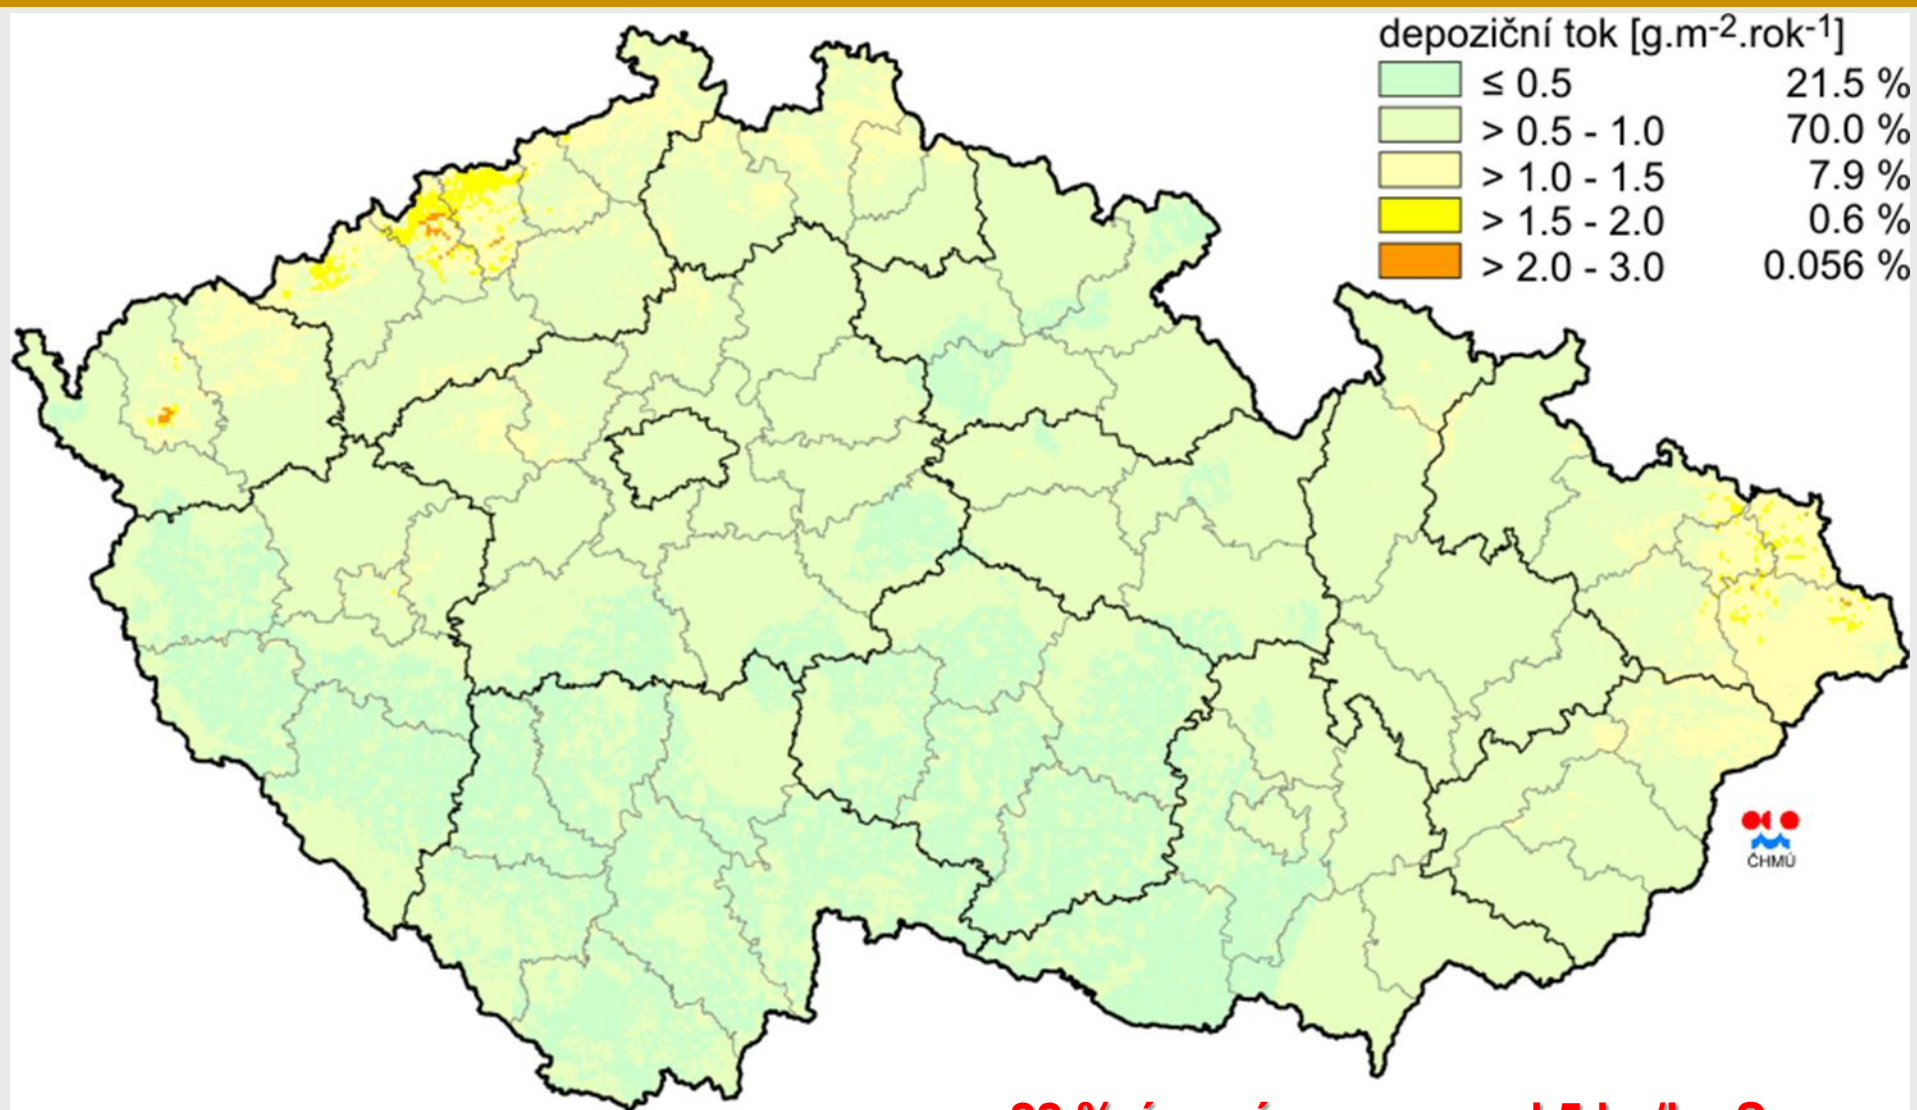 depoziční tok [g.m-2.rok-1]
≤ 0.5 21.5 %
> 0.5 - 1.0 70.0 %
> 1.0 - 1.5 7.9 %
> 1.5 - 2.0 0.6 %
> 2.0 - 3.0 0.056 %
ČHMÚ